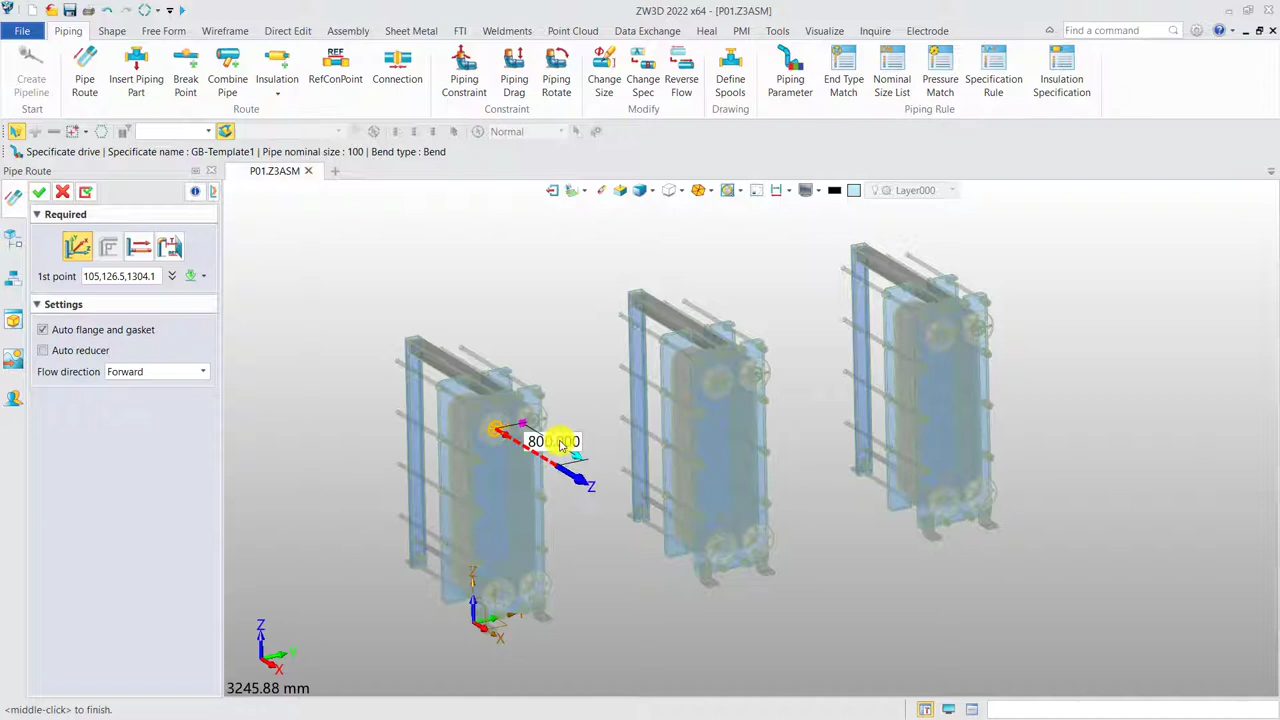 ZW3D 2022 x64 - [P01.Z3ASM]
File Piping Shape Free Form Wireframe Direct Edit Assembly Sheet Metal FTI Weldments Point Cloud Data Exchange Heal PMI Tools Visualize Inquire Electrode Find a command
Create Pipeline
Pipe Route
Insert Piping Part
Break Point
Combine Pipe
Insulation
REF
RefConPoint
Connection
Piping Constraint
Piping Drag
Piping Rotate
Change Size
Change Spec
Reverse Flow
Define Spools
Piping Parameter
End Type Match
Nominal Size List
Pressure Match
Specification Rule
Insulation Specification
Start Route Constraint Modify Drawing Piping Rule
Normal
Specificate drive | Specificate name : GB-Template1 | Pipe nominal size : 100 | Bend type : Bend
Pipe Route
P01.Z3ASM
Layer000
Required
1st point 105,126.5,1304.1
Settings
Auto flange and gasket
Auto reducer
Flow direction Forward
Z
X
Z
X
3245.88 mm
<middle-click> to finish.